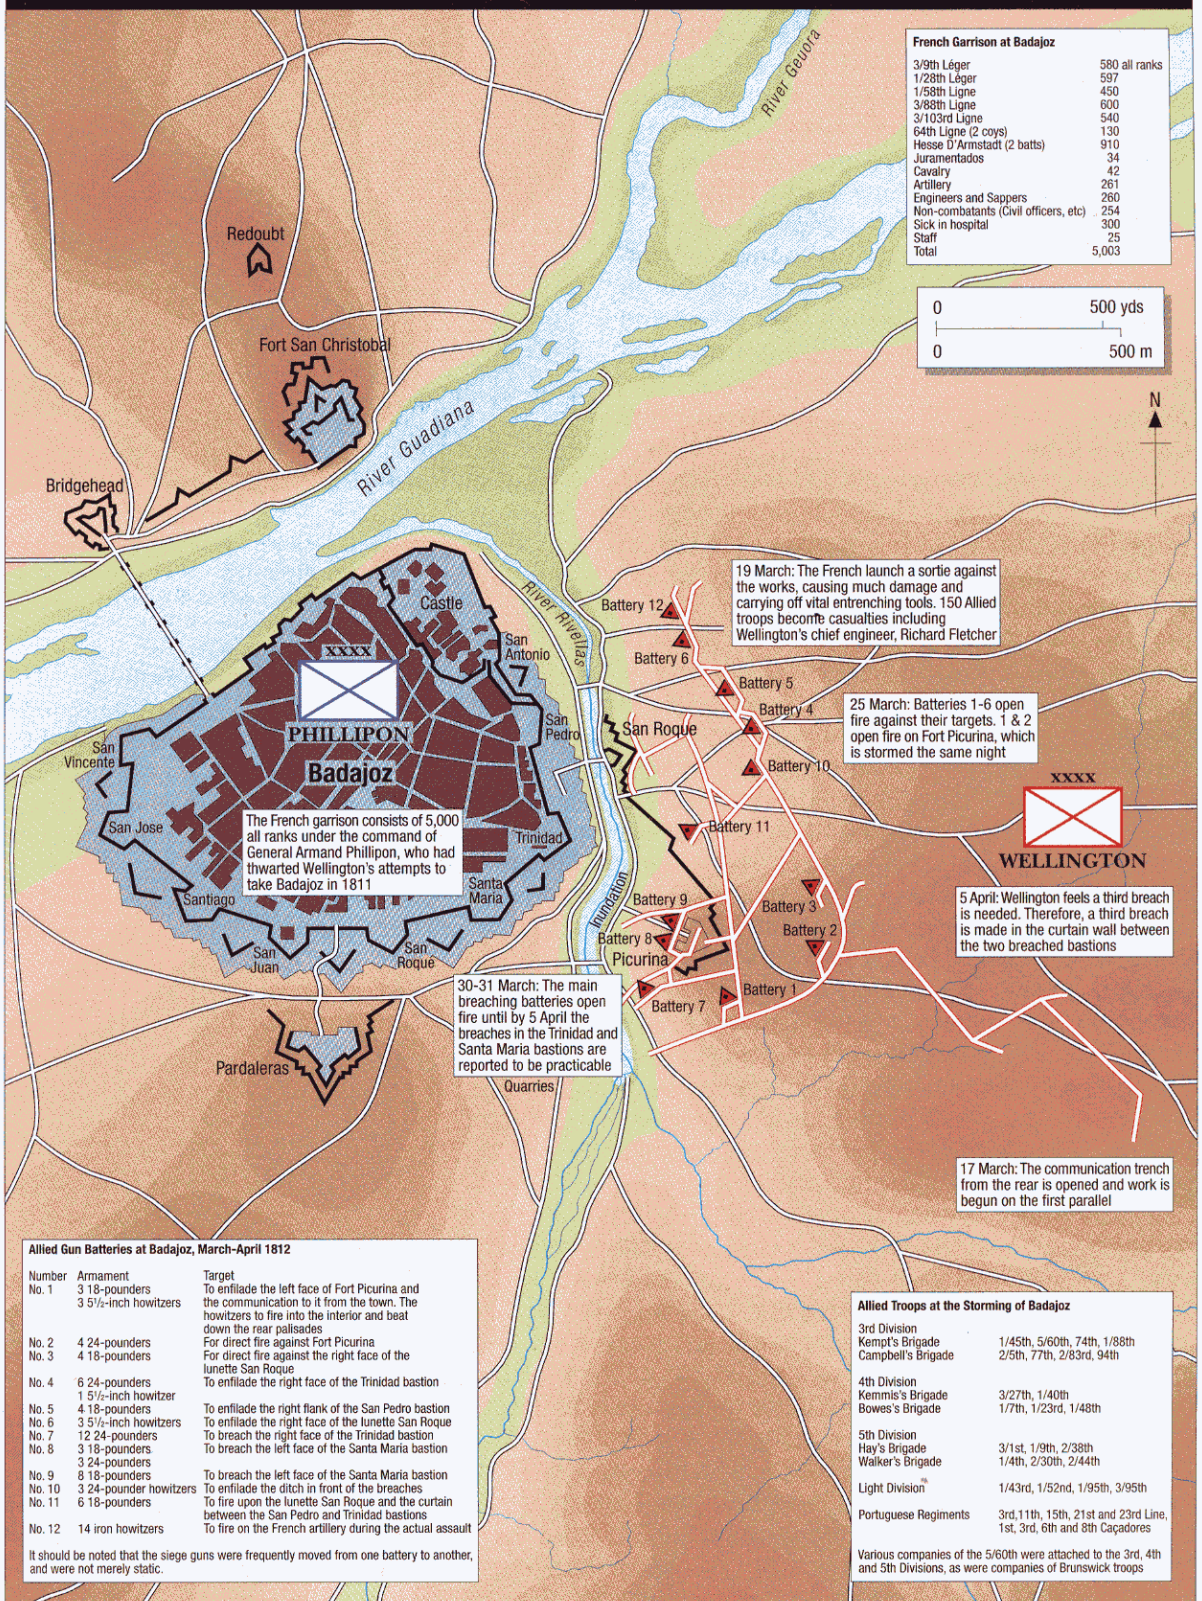 River Geuora
French Garrison at Badajoz
3/9th Léger 580 all ranks
1/28th Léger 597
1/58th Ligne 450
3/88th Ligne 600
3/103rd Ligne 540
64th Ligne (2 coys) 130
Hesse D'Armstadt (2 batts) 910
Juramentados 34
Cavalry 42
Artillery 261
Engineers and Sappers 260
Non-combatants (Civil officers, etc) 254
Sick in hospital 300
Staff 25
Total 5,003
0 500 yds
0 500 m
N
Redoubt
Fort San Christobal
River Guadiana
Bridgehead
Castle
River Rivellas
San
Antonio
XXXX
PHILLIPON
Badajoz
San
Pedro
San
Vincente
San Jose
The French garrison consists of 5,000
all ranks under the command of
General Armand Phillipon, who had
thwarted Wellington's attempts to
take Badajoz in 1811
Trinidad
Santa
Maria
Santiago
San
Juan
San
Roque
Inundation
Pardaleras
Quarries
19 March: The French launch a sortie against
the works, causing much damage and
carrying off vital entrenching tools. 150 Allied
troops become casualties including
Wellington's chief engineer, Richard Fletcher
Battery 12
Battery 6
Battery 5
Battery 4
San Roque
Battery 10
Battery 11
25 March: Batteries 1-6 open
fire against their targets. 1 & 2
open fire on Fort Picurina, which
is stormed the same night
XXXX
WELLINGTON
5 April: Wellington feels a third breach
is needed. Therefore, a third breach
is made in the curtain wall between
the two breached bastions
Battery 9
Battery 3
Battery 2
Battery 8
Picurina
Battery 1
Battery 7
30-31 March: The main
breaching batteries open
fire until by 5 April the
breaches in the Trinidad and
Santa Maria bastions are
reported to be practicable
17 March: The communication trench
from the rear is opened and work is
begun on the first parallel
Allied Gun Batteries at Badajoz, March-April 1812
Number Armament Target
No. 1 3 18-pounders To enfilade the left face of Fort Picurina and
3 5½-inch howitzers the communication to it from the town. The
howitzers to fire into the interior and beat
down the rear palisades
No. 2 4 24-pounders For direct fire against Fort Picurina
No. 3 4 18-pounders For direct fire against the right face of the
lunette San Roque
No. 4 6 24-pounders To enfilade the right face of the Trinidad bastion
1 5½-inch howitzer
No. 5 4 18-pounders To enfilade the right flank of the San Pedro bastion
No. 6 3 5½-inch howitzers To enfilade the right face of the lunette San Roque
No. 7 12 24-pounders To breach the right face of the Trinidad bastion
No. 8 3 18-pounders To breach the left face of the Santa Maria bastion
3 24-pounders
No. 9 8 18-pounders To breach the left face of the Santa Maria bastion
No. 10 3 24-pounder howitzers To enfilade the ditch in front of the breaches
No. 11 6 18-pounders To fire upon the lunette San Roque and the curtain
between the San Pedro and Trinidad bastions
No. 12 14 iron howitzers To fire on the French artillery during the actual assault
It should be noted that the siege guns were frequently moved from one battery to another,
and were not merely static.
Allied Troops at the Storming of Badajoz
3rd Division
Kempt's Brigade 1/45th, 5/60th, 74th, 1/88th
Campbell's Brigade 2/5th, 77th, 2/83rd, 94th
4th Division
Kemmis's Brigade 3/27th, 1/40th
Bowes's Brigade 1/7th, 1/23rd, 1/48th
5th Division
Hay's Brigade 3/1st, 1/9th, 2/38th
Walker's Brigade 1/4th, 2/30th, 2/44th
Light Division 1/43rd, 1/52nd, 1/95th, 3/95th
Portuguese Regiments 3rd,11th, 15th, 21st and 23rd Line,
1st, 3rd, 6th and 8th Caçadores
Various companies of the 5/60th were attached to the 3rd, 4th
and 5th Divisions, as were companies of Brunswick troops